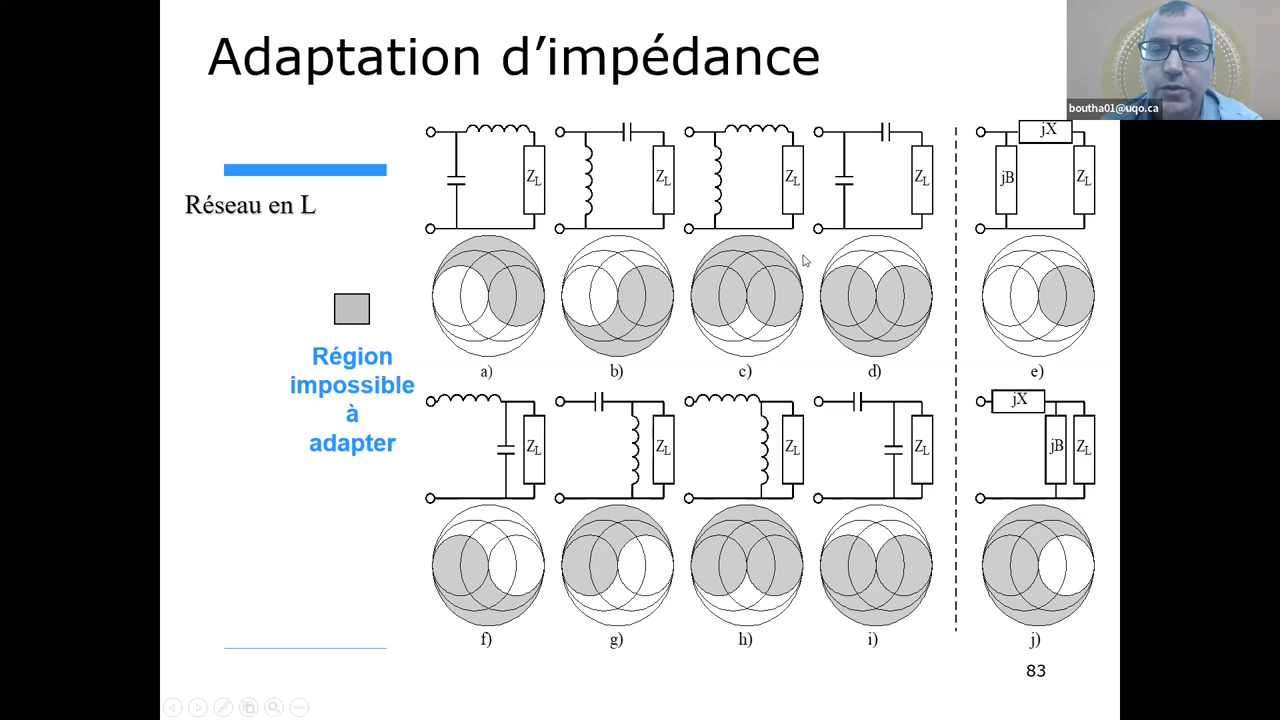 Adaptation d’impédance
boutha01@uqo.ca
Réseau en L
Région
impossible
à
adapter
Z_L
Z_L
Z_L
Z_L
jX
jB
Z_L
a)
b)
c)
d)
e)
Z_L
Z_L
Z_L
Z_L
jX
jB
Z_L
f)
g)
h)
i)
j)
83